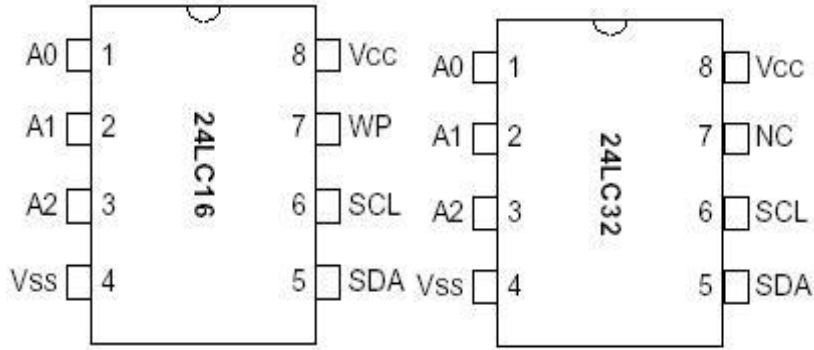 A0 1 8 Vcc
A1 2 7 WP
A2 3 6 SCL
Vss 4 5 SDA
24LC16
A0 1 8 Vcc
A1 2 7 NC
A2 3 6 SCL
Vss 4 5 SDA
24LC32